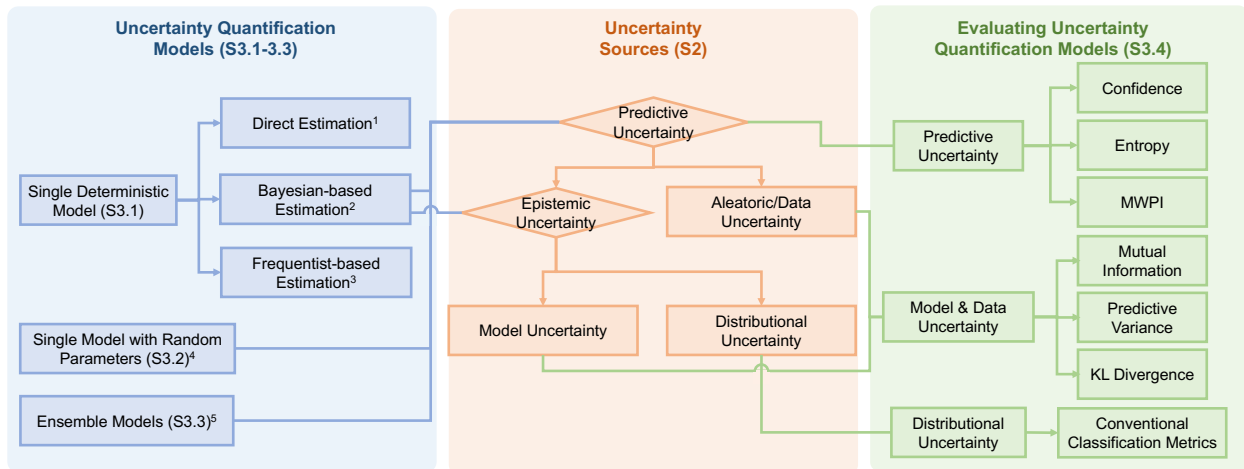 Uncertainty Quantification
Models (S3.1-3.3)
Single Deterministic
Model (S3.1)
Direct Estimation¹
Bayesian-based
Estimation²
Frequentist-based
Estimation³
Single Model with Random
Parameters (S3.2)⁴
Ensemble Models (S3.3)⁵
Uncertainty
Sources (S2)
Predictive
Uncertainty
Epistemic
Uncertainty
Aleatoric/Data
Uncertainty
Model Uncertainty
Distributional
Uncertainty
Evaluating Uncertainty
Quantification Models (S3.4)
Predictive
Uncertainty
Confidence
Entropy
MWPI
Model & Data
Uncertainty
Mutual
Information
Predictive
Variance
KL Divergence
Distributional
Uncertainty
Conventional
Classification Metrics